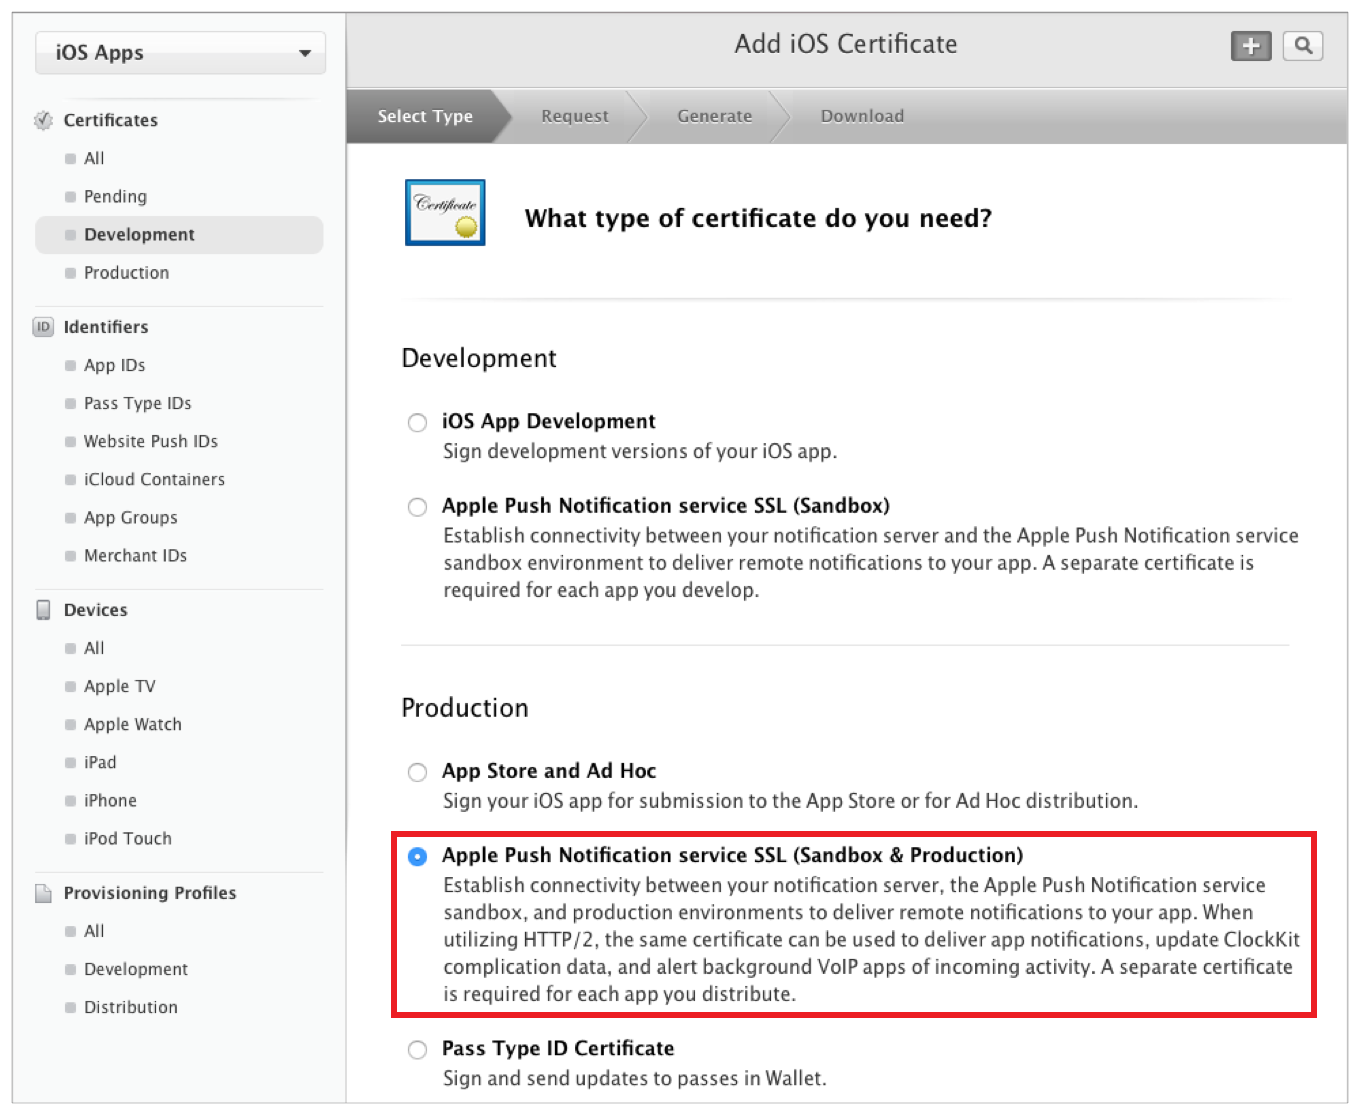 iOS Apps
Certificates
All
Pending
Development
Production
ID Identifiers
App IDs
Pass Type IDs
Website Push IDs
iCloud Containers
App Groups
Merchant IDs
Devices
All
Apple TV
Apple Watch
iPad
iPhone
iPod Touch
Provisioning Profiles
All
Development
Distribution
Add iOS Certificate
Select Type Request Generate Download
Certificate
What type of certificate do you need?
Development
iOS App Development
Sign development versions of your iOS app.
Apple Push Notification service SSL (Sandbox)
Establish connectivity between your notification server and the Apple Push Notification service
sandbox environment to deliver remote notifications to your app. A separate certificate is
required for each app you develop.
Production
App Store and Ad Hoc
Sign your iOS app for submission to the App Store or for Ad Hoc distribution.
Apple Push Notification service SSL (Sandbox & Production)
Establish connectivity between your notification server, the Apple Push Notification service
sandbox, and production environments to deliver remote notifications to your app. When
utilizing HTTP/2, the same certificate can be used to deliver app notifications, update ClockKit
complication data, and alert background VoIP apps of incoming activity. A separate certificate
is required for each app you distribute.
Pass Type ID Certificate
Sign and send updates to passes in Wallet.